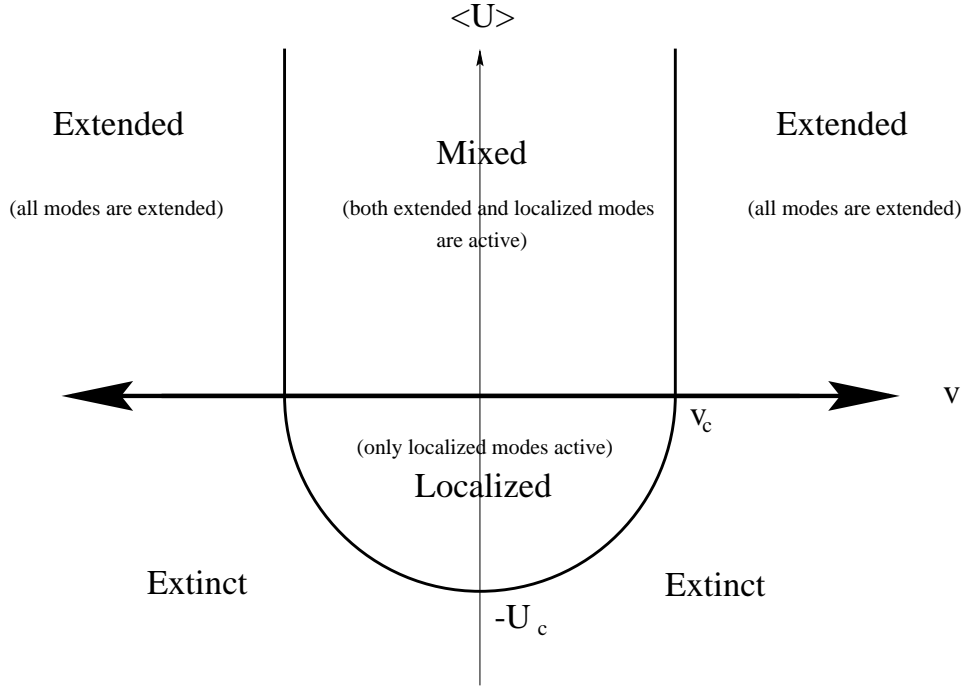 <U>
Extended
Mixed
Extended
(all modes are extended)
(both extended and localized modes
are active)
(all modes are extended)
v
v_c
(only localized modes active)
Localized
Extinct
Extinct
-U_c